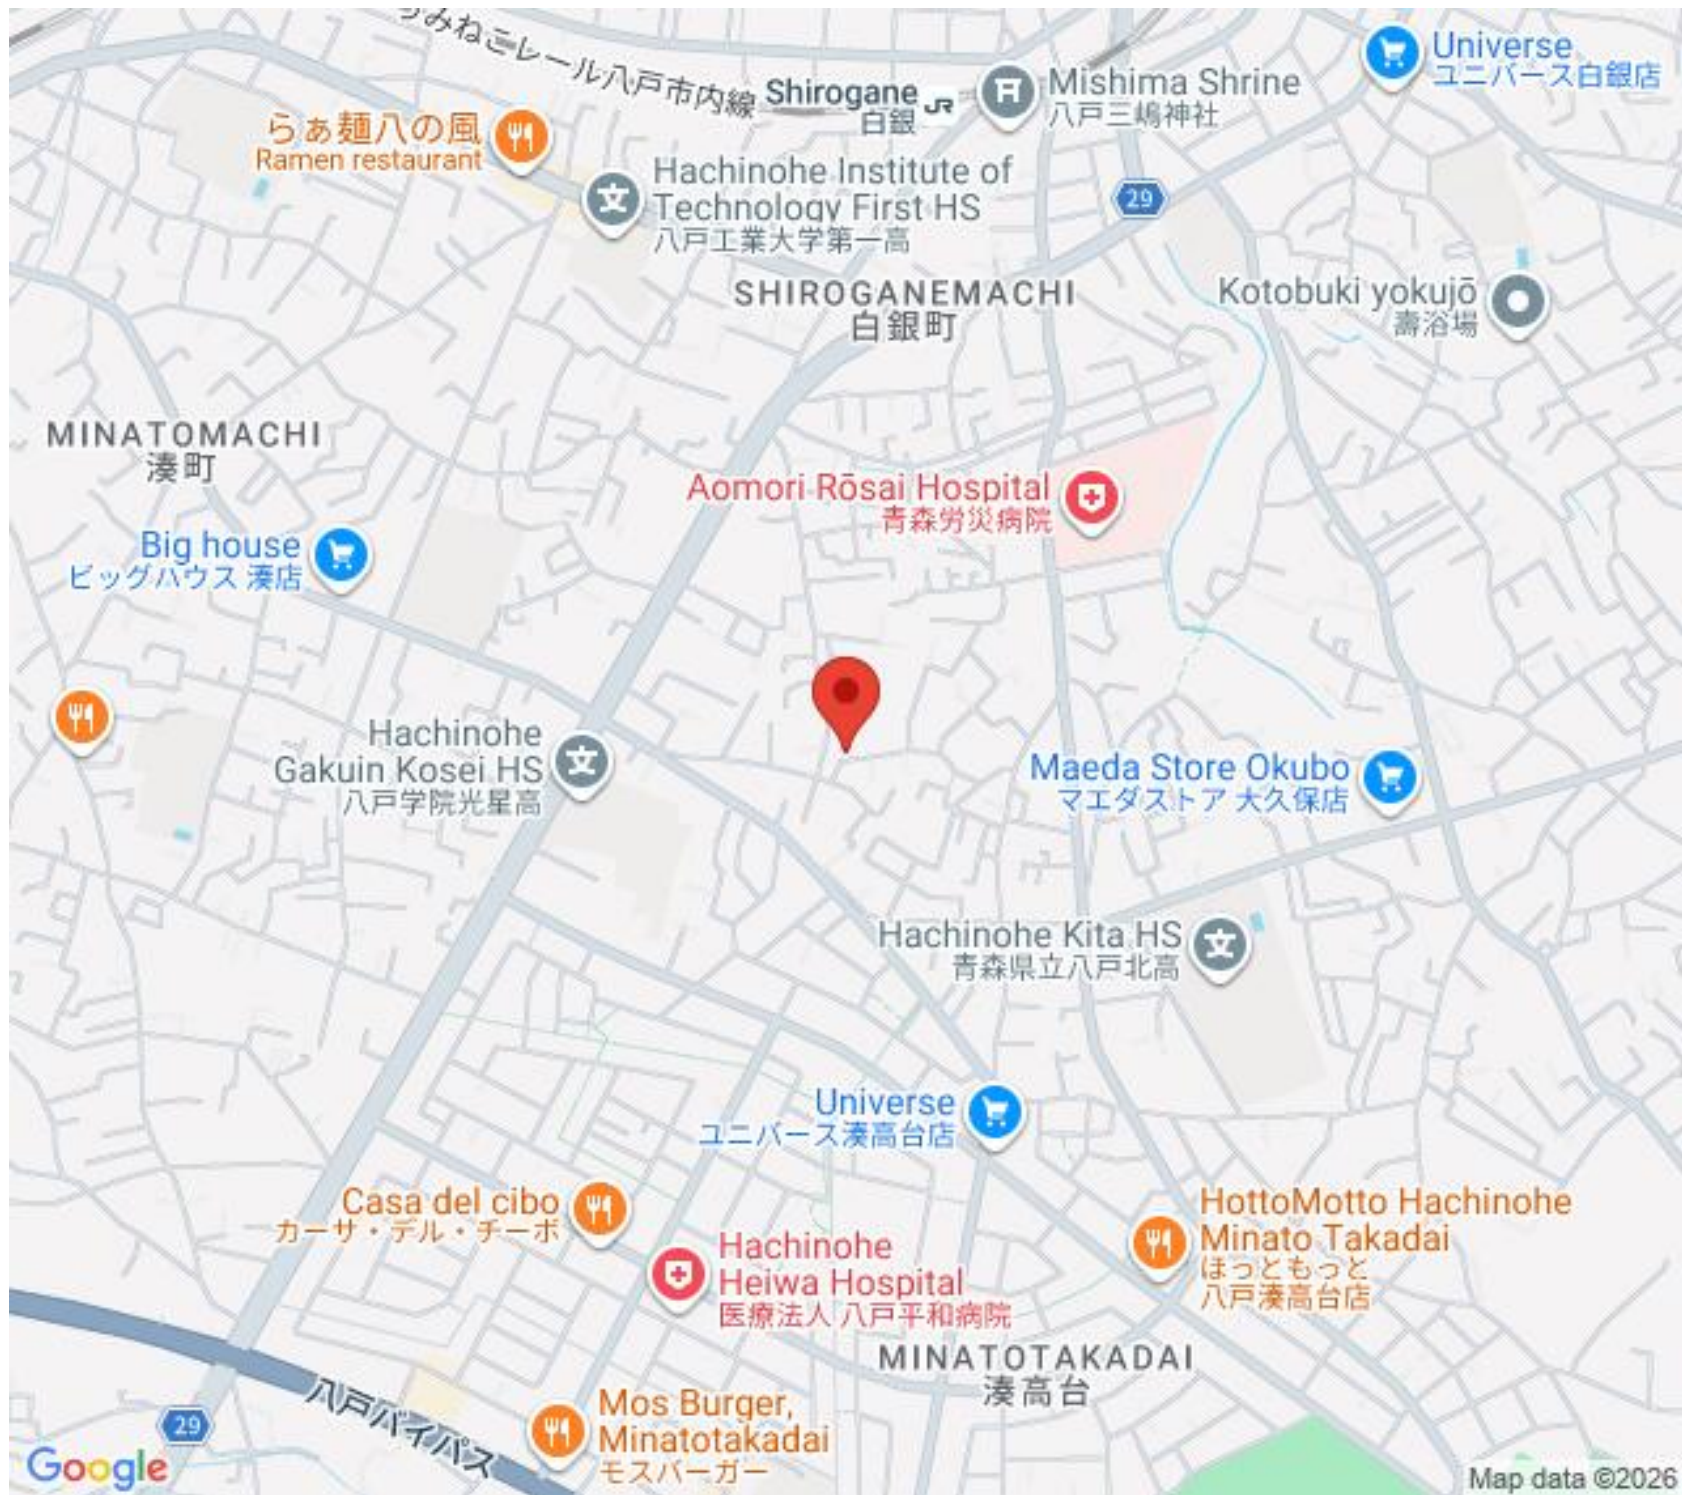 Universe
ユニバース白銀店
うみねこレール八戸市内線
Shirogane
白銀
JR
Mishima Shrine
八戸三嶋神社
らぁ麺八の風
Ramen restaurant
Hachinohe Institute of
Technology First HS
八戸工業大学第一高
29
SHIROGANEMACHI
白銀町
Kotobuki yokujō
壽浴場
MINATOMACHI
湊町
Aomori Rōsai Hospital
青森労災病院
Big house
ビッグハウス 湊店
Hachinohe
Gakuin Kosei HS
八戸学院光星高
Maeda Store Okubo
マエダストア 大久保店
Hachinohe Kita HS
青森県立八戸北高
Universe
ユニバース湊高台店
Casa del cibo
カーサ・デル・チーボ
HottoMotto Hachinohe
Minato Takadai
ほっともっと
八戸湊高台店
Hachinohe
Heiwa Hospital
医療法人 八戸平和病院
MINATOTAKADAI
湊高台
八戸バイパス
Mos Burger,
Minatotakadai
モスバーガー
29
Google
Map data ©2026